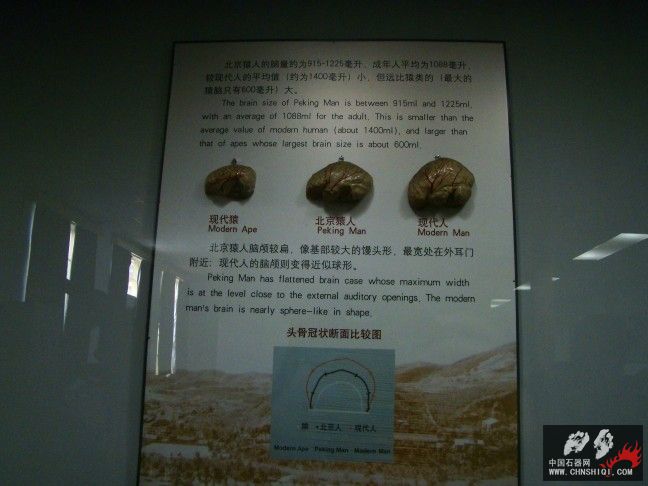 北京猿人的脑量约为915-1225毫升，成年人平均为1088毫升，
较现代人的平均值（约为1400毫升）小，但远比猿类的（最大的
猿脑只有600毫升）大。
The brain size of Peking Man is between 915ml and 1225ml,
with an average of 1088ml for the adult. This is smaller than the
average value of modern human (about 1400ml), and larger than
that of apes whose largest brain size is about 600ml.
现代猿
Modern Ape
北京猿人
Peking Man
现代人
Modern Man
北京猿人脑颅较扁，像基部较大的馒头形，最宽处在外耳门
附近；现代人的脑颅则变得近似球形。
Peking Man has flattened brain case whose maximum width
is at the level close to the external auditory openings. The modern
man's brain is nearly sphere-like in shape.
头骨冠状断面比较图
猿 •北京人 现代人
Modern Ape Peking Man Modern Man
中国石器网
WWW.CHNSHIQI.COM